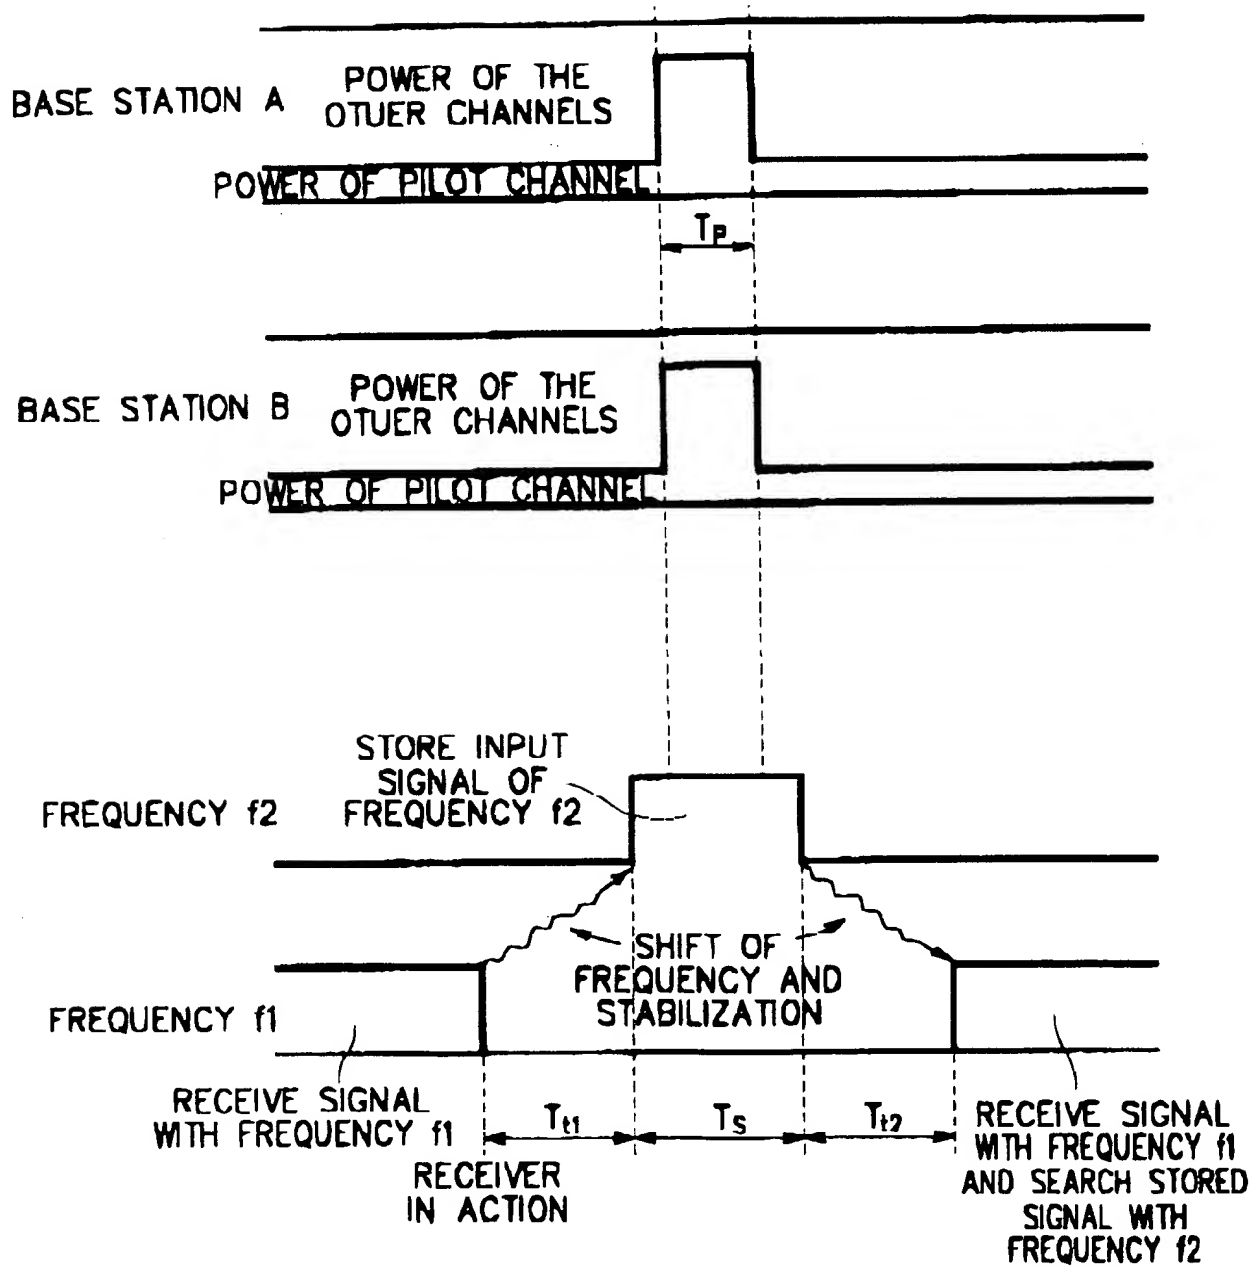 BASE STATION A
POWER OF THE
OTUER CHANNELS
POWER OF PILOT CHANNEL
Tp
BASE STATION B
POWER OF THE
OTUER CHANNELS
POWER OF PILOT CHANNEL
STORE INPUT
SIGNAL OF
FREQUENCY f2
FREQUENCY f2
SHIFT OF
FREQUENCY AND
STABILIZATION
FREQUENCY f1
RECEIVE SIGNAL
WITH FREQUENCY f1
Tt1
Ts
Tt2
RECEIVER
IN ACTION
RECEIVE SIGNAL
WITH FREQUENCY f1
AND SEARCH STORED
SIGNAL WITH
FREQUENCY f2